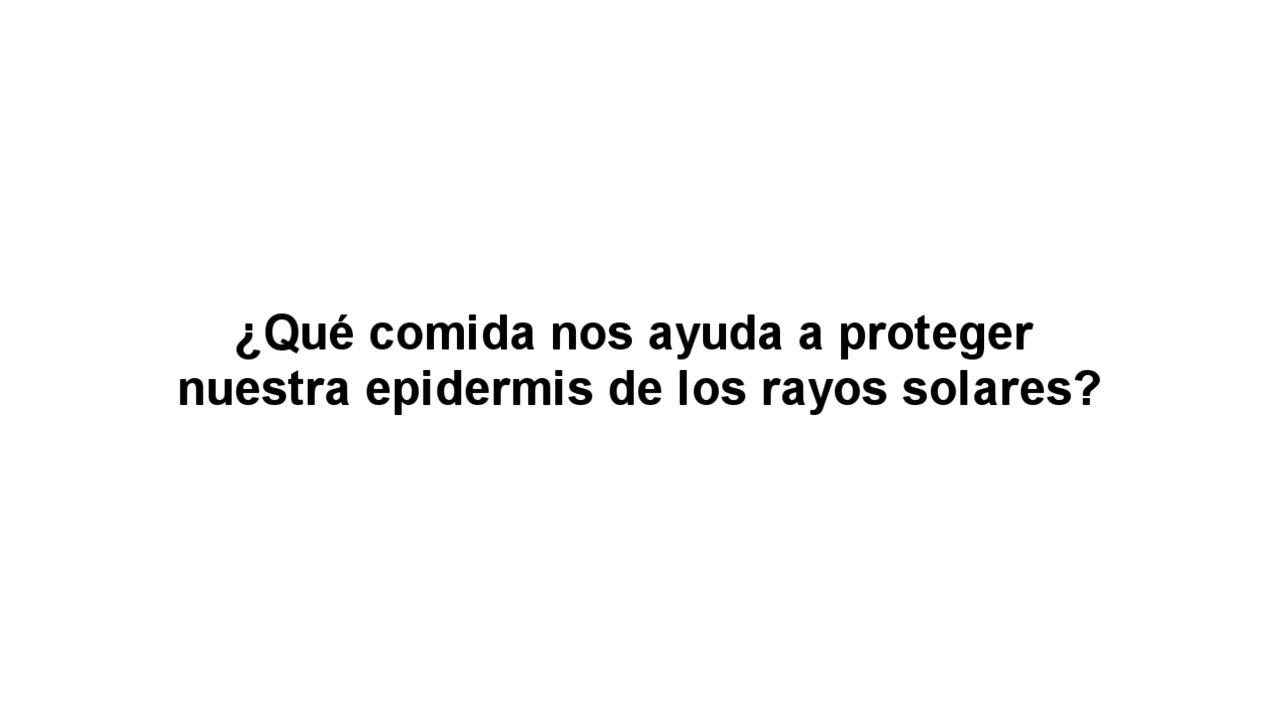 ¿Qué comida nos ayuda a proteger
nuestra epidermis de los rayos solares?